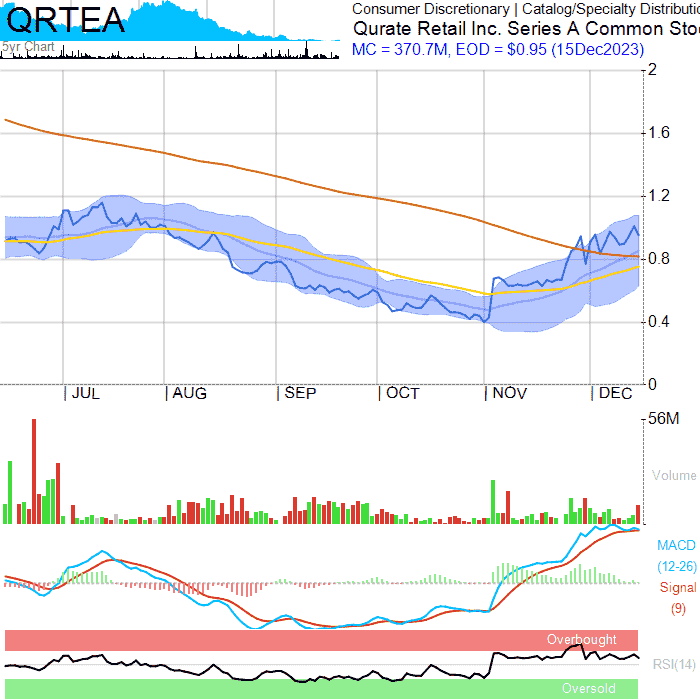 QRTEA
5yr Chart
Consumer Discretionary | Catalog/Specialty Distributio
Qurate Retail Inc. Series A Common Sto
MC = 370.7M, EOD = $0.95 (15Dec2023)
2
1.6
1.2
0.8
0.4
0
JUL
AUG
SEP
OCT
NOV
DEC
56M
Volume
MACD
(12-26)
Signal
(9)
Overbought
RSI(14)
Oversold